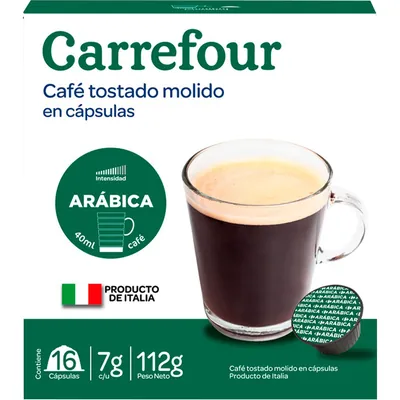 Carrefour
Café tostado molido
en cápsulas
Intensidad
ARÁBICA
40ml
café
PRODUCTO
DE ITALIA
ARÁBICA
Contiene
16
Cápsulas
7g
c/u
112g
Peso Neto
Café tostado molido en cápsulas
Producto de Italia